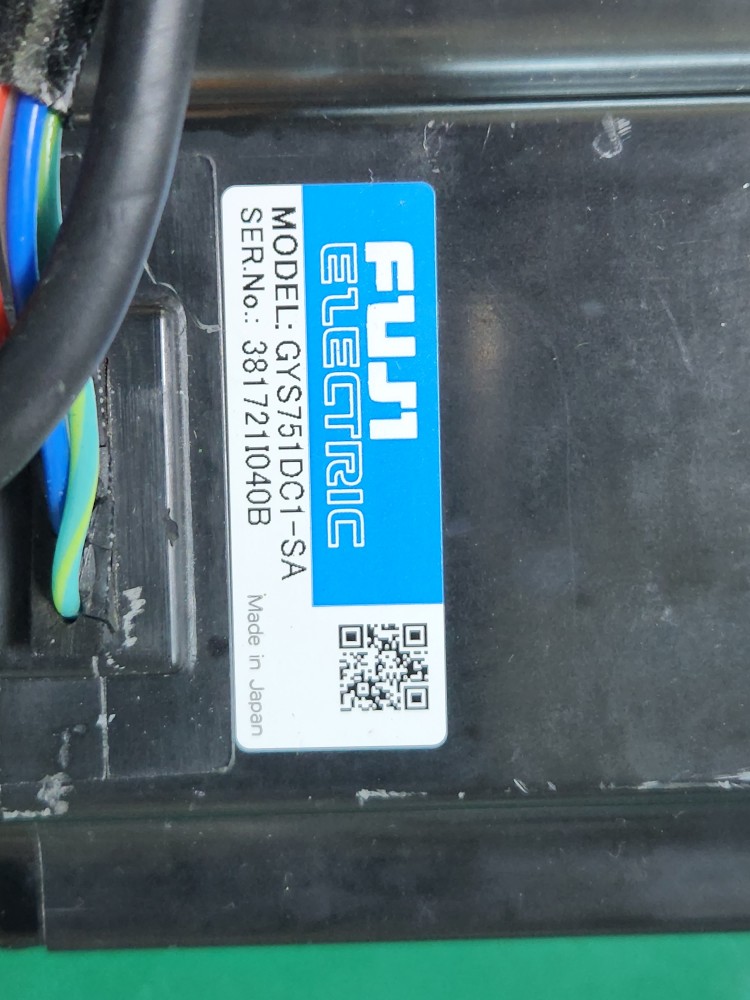 FUJI
ELECTRIC
MODEL: GYS751DC1-SA
SER.No.: 381721I040B
Made in Japan